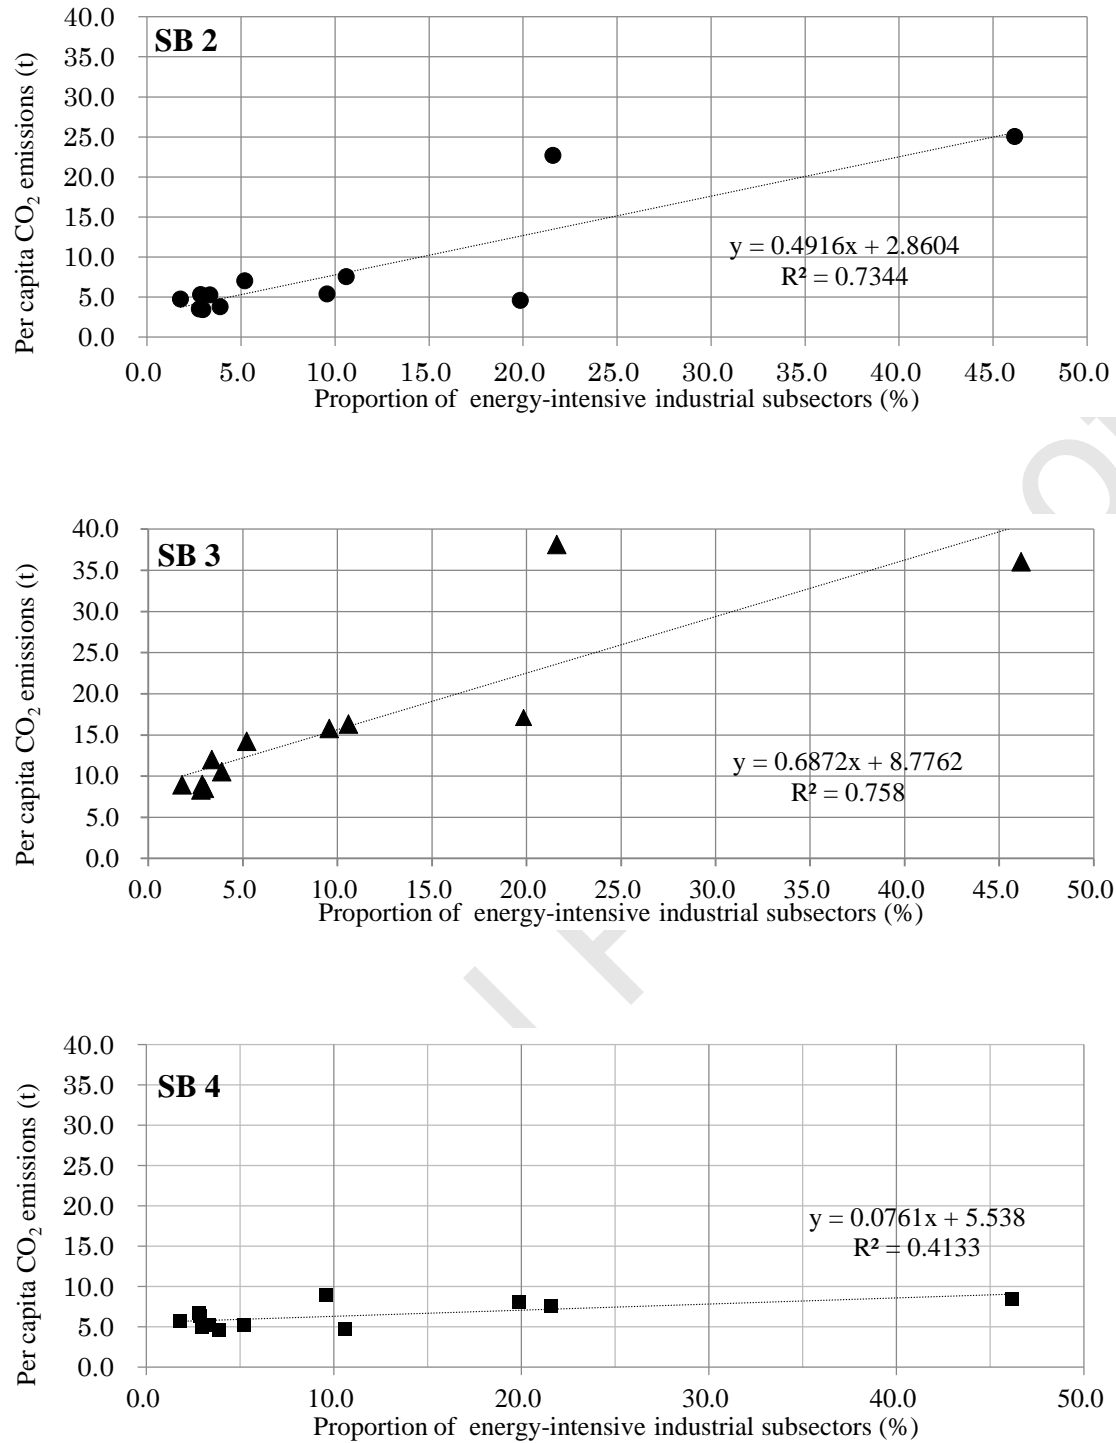 40.0
35.0
30.0
25.0
20.0
15.0
10.0
5.0
0.0
Per capita CO2 emissions (t)
SB 2
y = 0.4916x + 2.8604
R² = 0.7344
0.0 5.0 10.0 15.0 20.0 25.0 30.0 35.0 40.0 45.0 50.0
Proportion of energy-intensive industrial subsectors (%)
40.0
35.0
30.0
25.0
20.0
15.0
10.0
5.0
0.0
Per capita CO2 emissions (t)
SB 3
y = 0.6872x + 8.7762
R² = 0.758
0.0 5.0 10.0 15.0 20.0 25.0 30.0 35.0 40.0 45.0 50.0
Proportion of energy-intensive industrial subsectors (%)
40.0
35.0
30.0
25.0
20.0
15.0
10.0
5.0
0.0
Per capita CO2 emissions (t)
SB 4
y = 0.0761x + 5.538
R² = 0.4133
0.0 10.0 20.0 30.0 40.0 50.0
Proportion of energy-intensive industrial subsectors (%)